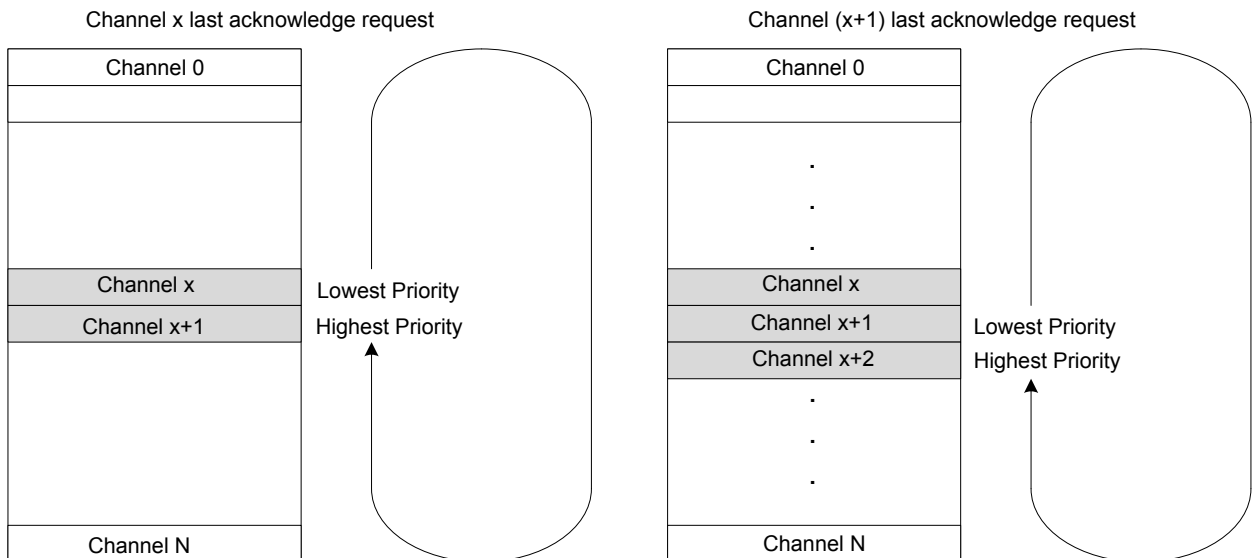 Channel x last acknowledge request
Channel 0
Channel x
Lowest Priority
Channel x+1
Highest Priority
Channel N
Channel (x+1) last acknowledge request
Channel 0
.
.
.
Channel x
Channel x+1
Lowest Priority
Channel x+2
Highest Priority
.
.
.
Channel N